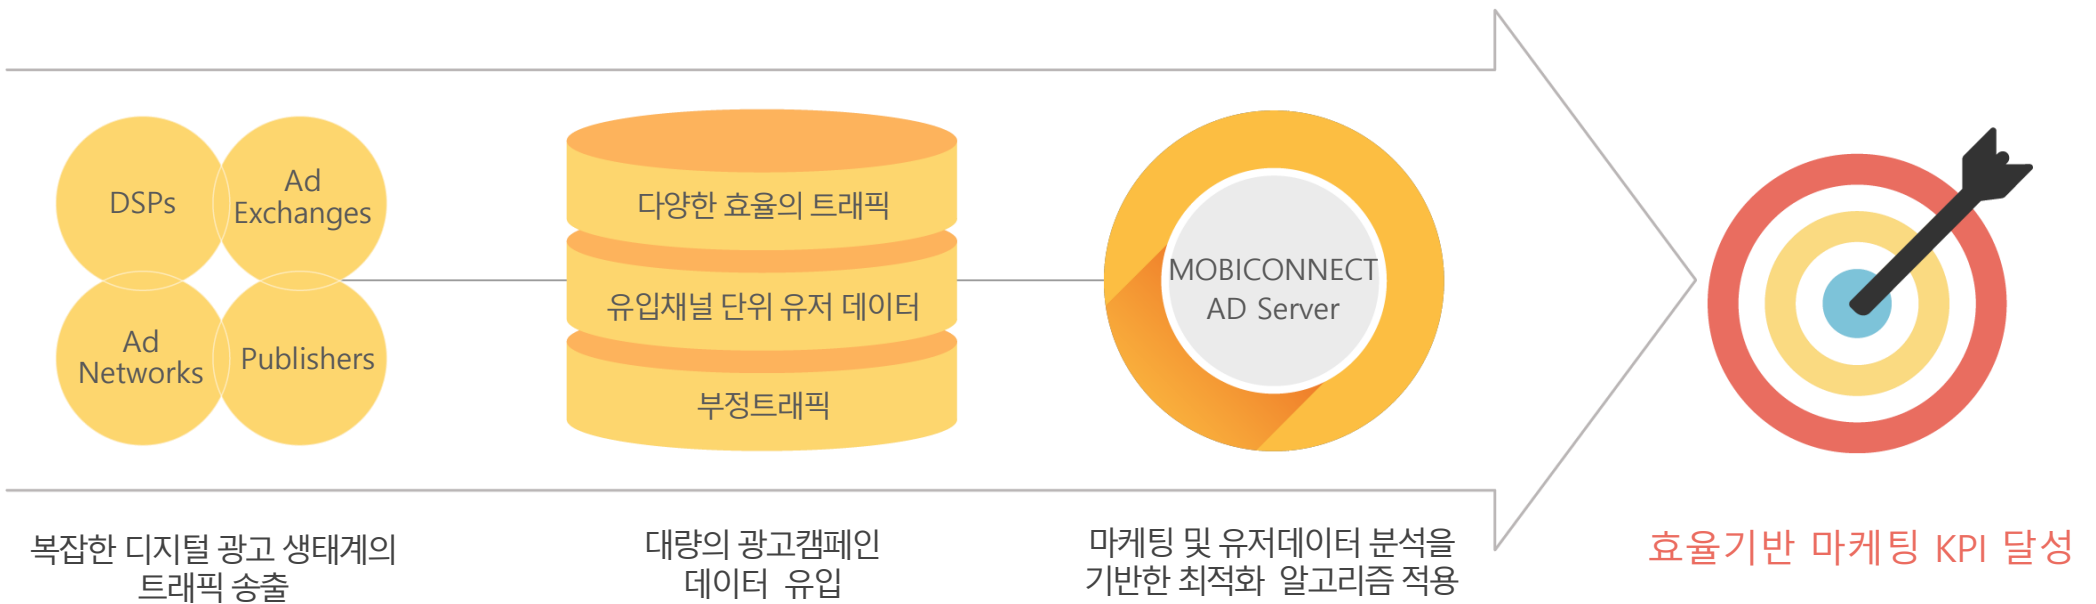 DSPs
Ad
Exchanges
Ad
Networks
Publishers
다양한 효율의 트래픽
유입채널 단위 유저 데이터
부정트래픽
MOBICONNECT
AD Server
복잡한 디지털 광고 생태계의
트래픽 송출
대량의 광고캠페인
데이터 유입
마케팅 및 유저데이터 분석을
기반한 최적화 알고리즘 적용
효율기반 마케팅 KPI 달성